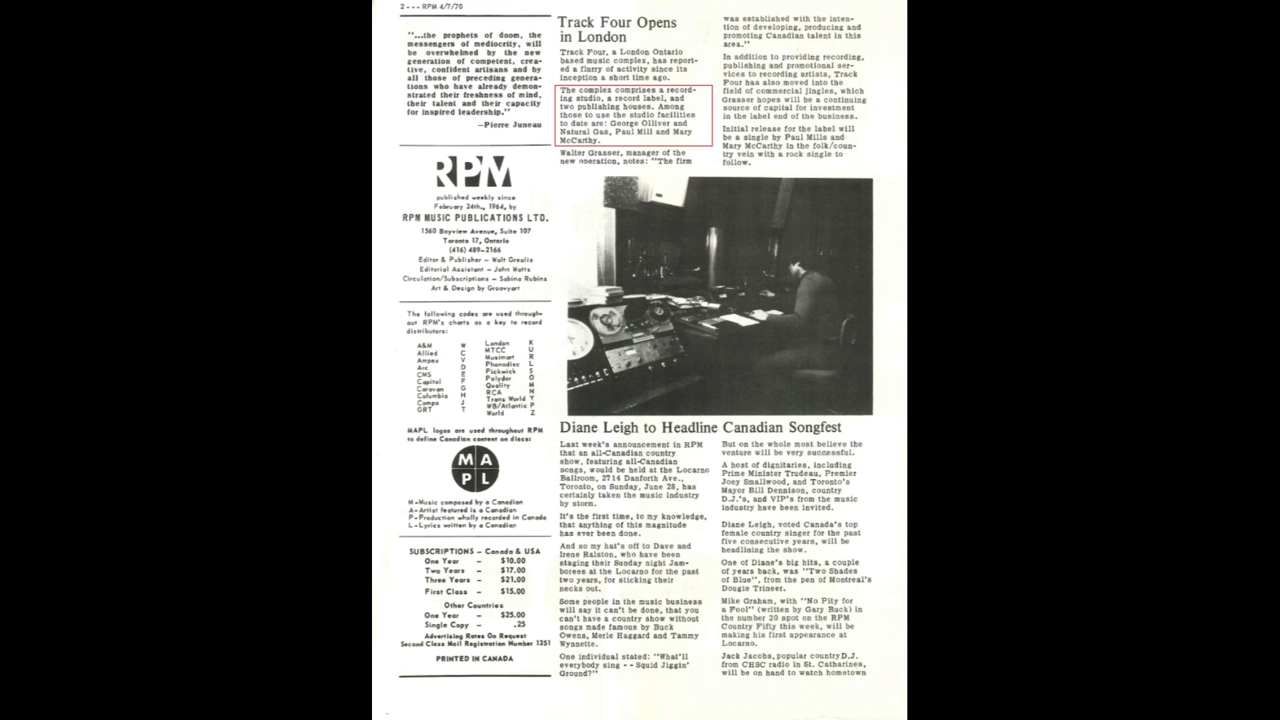 2 --- RPM 4/7/70
"...the prophets of doom, the
messengers of mediocrity, will
be overwhelmed by the new
generation of competent, crea-
tive, confident artisans and by
all those of preceding genera-
tions who have already demon-
strated their freshness of mind,
their talent and their capacity
for inspired leadership."
—Pierre Juneau
RPM
published weekly since
February 24th., 1964, by
RPM MUSIC PUBLICATIONS LTD.
1560 Bayview Avenue, Suite 107
Toronto 17, Ontario
(416) 489-2166
Editor & Publisher - Walt Grealis
Editorial Assistant - John Watts
Circulation/Subscriptions - Sabina Rubins
Art & Design by Groovyart
The following codes are used through-
out RPM's charts as a key to record
distributors:
A&M W
Allied C
Ampex V
Arc D
CMS E
Capitol F
Caravan G
Columbia H
Compo J
GRT T
London K
MTCC U
Musimart R
Phonodisc L
Pickwick S
Polydor O
Quality M
RCA N
Trans World Y
WB/Atlantic P
World Z
MAPL logos are used throughout RPM
to define Canadian content on discs:
M A
P L
M-Music composed by a Canadian
A-Artist featured is a Canadian
P-Production wholly recorded in Canada
L-Lyrics written by a Canadian
SUBSCRIPTIONS - Canada & USA
One Year - $10.00
Two Years - $17.00
Three Years - $21.00
First Class - $15.00
Other Countries
One Year - $25.00
Single Copy - .25
Advertising Rates On Request
Second Class Mail Registration Number 1351
PRINTED IN CANADA
Track Four Opens
in London
Track Four, a London Ontario
based music complex, has report-
ed a flurry of activity since its
inception a short time ago.
The complex comprises a record-
ing studio, a record label, and
two publishing houses. Among
those to use the studio facilities
to date are: George Olliver and
Natural Gas, Paul Mill and Mary
McCarthy.
Walter Grasser, manager of the
new operation, notes: "The firm
was established with the inten-
tion of developing, producing and
promoting Canadian talent in this
area."
In addition to providing recording,
publishing and promotional ser-
vices to recording artists, Track
Four has also moved into the
field of commercial jingles, which
Grasser hopes will be a continuing
source of capital for investment
in the label end of the business.
Initial release for the label will
be a single by Paul Mills and
Mary McCarthy in the folk/coun-
try vein with a rock single to
follow.
Diane Leigh to Headline Canadian Songfest
Last week's announcement in RPM
that an all-Canadian country
show, featuring all-Canadian
songs, would be held at the Locarno
Ballroom, 2714 Danforth Ave.,
Toronto, on Sunday, June 28, has
certainly taken the music industry
by storm.
It's the first time, to my knowledge,
that anything of this magnitude
has ever been done.
And so my hat's off to Dave and
Irene Ralston, who have been
staging their Sunday night Jam-
borees at the Locarno for the past
two years, for sticking their
necks out.
Some people in the music business
will say it can't be done, that you
can't have a country show without
songs made famous by Buck
Owens, Merle Haggard and Tammy
Wynnette.
One individual stated: "What'll
everybody sing -- Squid Jiggin'
Ground?"
But on the whole most believe the
venture will be very successful.
A host of dignitaries, including
Prime Minister Trudeau, Premier
Joey Smallwood, and Toronto's
Mayor Bill Dennison, country
D.J.'s, and VIP's from the music
industry have been invited.
Diane Leigh, voted Canada's top
female country singer for the past
five consecutive years, will be
headlining the show.
One of Diane's big hits, a couple
of years back, was "Two Shades
of Blue", from the pen of Montreal's
Dougie Trineer.
Mike Graham, with "No Pity for
a Fool" (written by Gary Buck) in
the number 20 spot on the RPM
Country Fifty this week, will be
making his first appearance at
Locarno.
Jack Jacobs, popular country D.J.
from CHSC radio in St. Catharines,
will be on hand to watch hometown